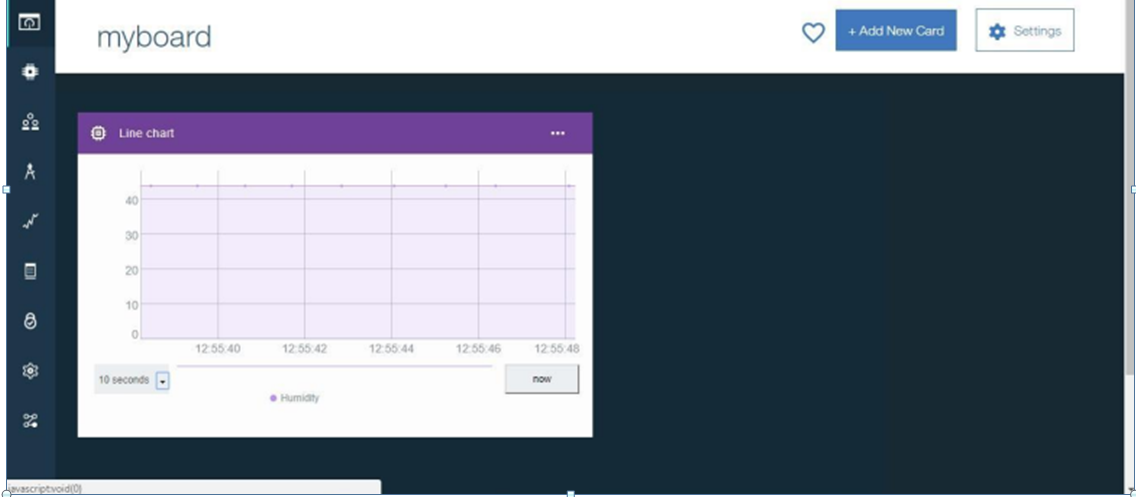 myboard
+ Add New Card
Settings
Line chart
40
30
20
10
0
12:55:40 12:55:42 12:55:44 12:55:46 12:55:48
10 seconds
now
Humidity
javascript:void(0)